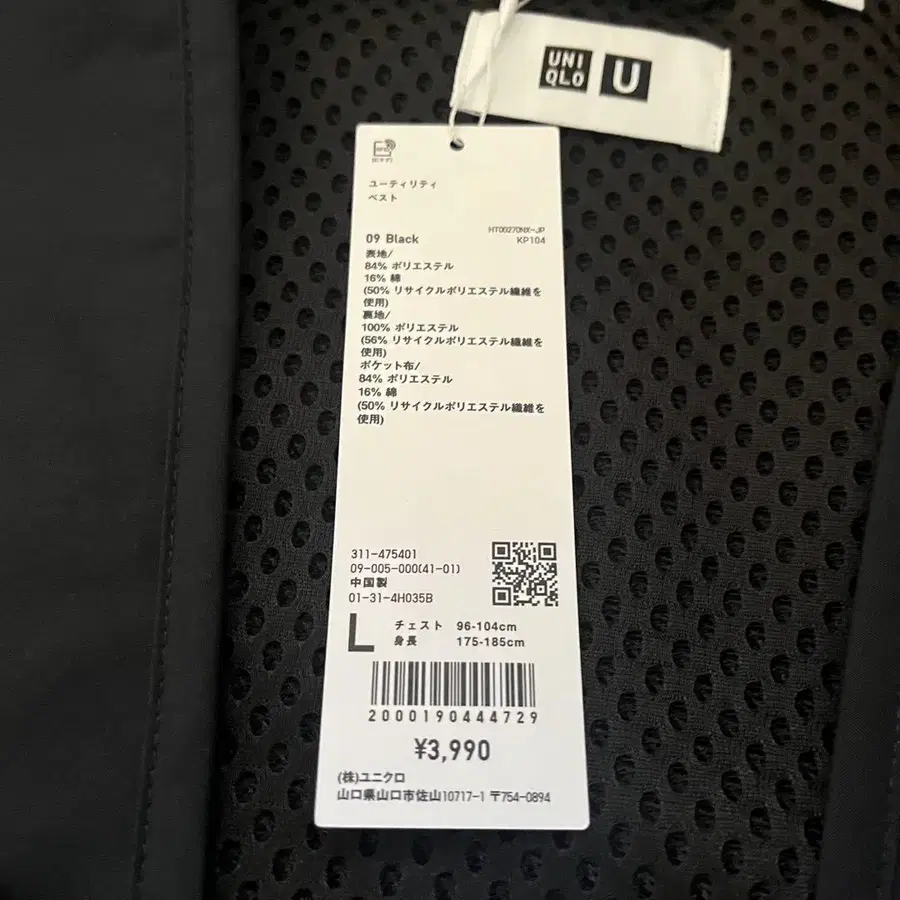 UNI
QLO
U
ユーティリティ
ベスト
09 Black
HT00270NX-JP
KP104
表地/
84% ポリエステル
16% 綿
(50% リサイクルポリエステル繊維を
使用)
裏地/
100% ポリエステル
(56% リサイクルポリエステル繊維を
使用)
ポケット布/
84% ポリエステル
16% 綿
(50% リサイクルポリエステル繊維を
使用)
311-475401
09-005-000(41-01)
中国製
01-31-4H035B
L
チェスト 96-104cm
身長 175-185cm
2000190444729
¥3,990
(株)ユニクロ
山口県山口市佐山10717-1 〒754-0894